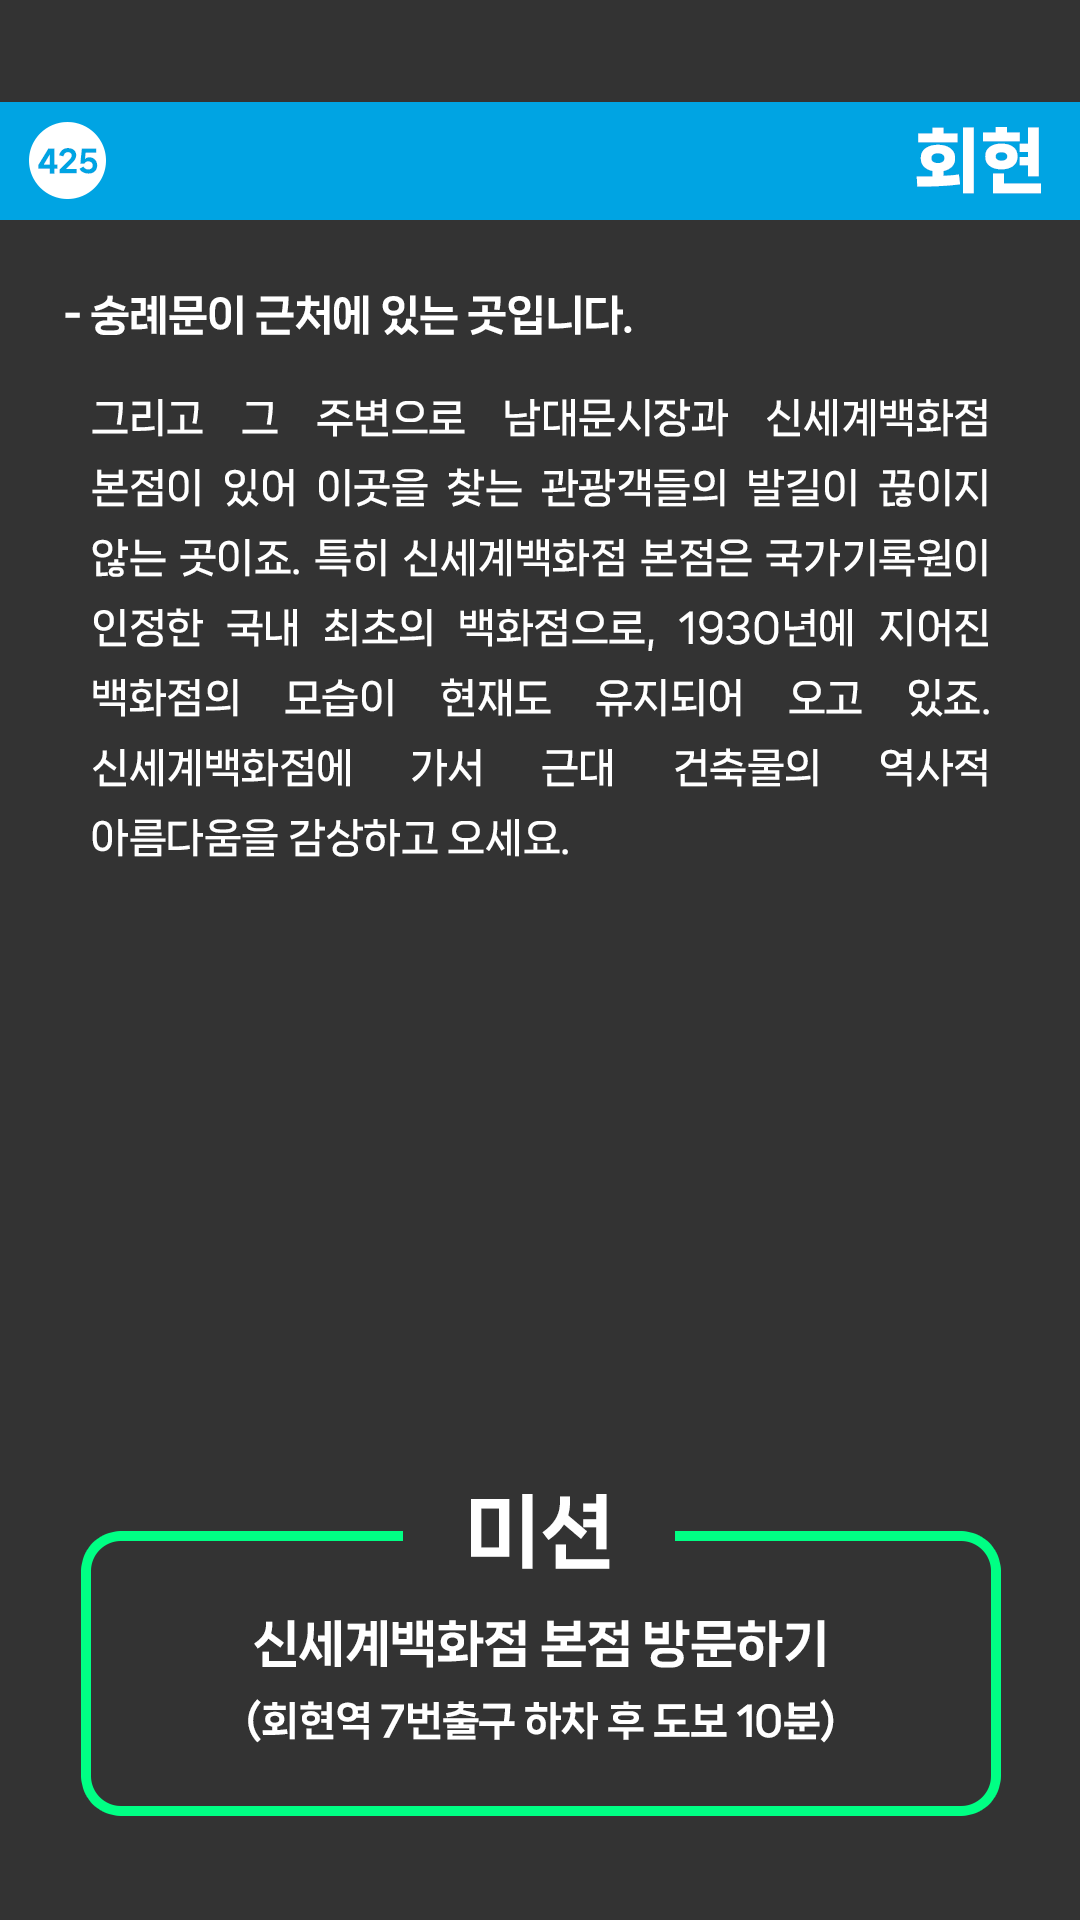 425
회현
- 숭례문이 근처에 있는 곳입니다.
그리고 그 주변으로 남대문시장과 신세계백화점
본점이 있어 이곳을 찾는 관광객들의 발길이 끊이지
않는 곳이죠. 특히 신세계백화점 본점은 국가기록원이
인정한 국내 최초의 백화점으로, 1930년에 지어진
백화점의 모습이 현재도 유지되어 오고 있죠.
신세계백화점에 가서 근대 건축물의 역사적
아름다움을 감상하고 오세요.
미션
신세계백화점 본점 방문하기
(회현역 7번출구 하차 후 도보 10분)